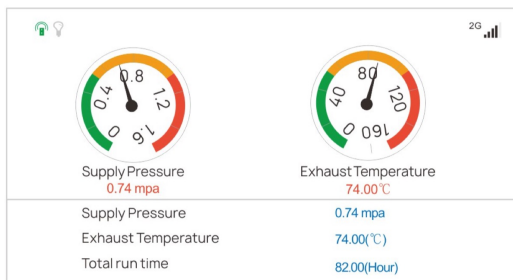 2G
0 0.4 0.8 1.2 1.6
0 40 80 120 160
Supply Pressure
0.74 mpa
Exhaust Temperature
74.00℃
Supply Pressure 0.74 mpa
Exhaust Temperature 74.00(℃)
Total run time 82.00(Hour)